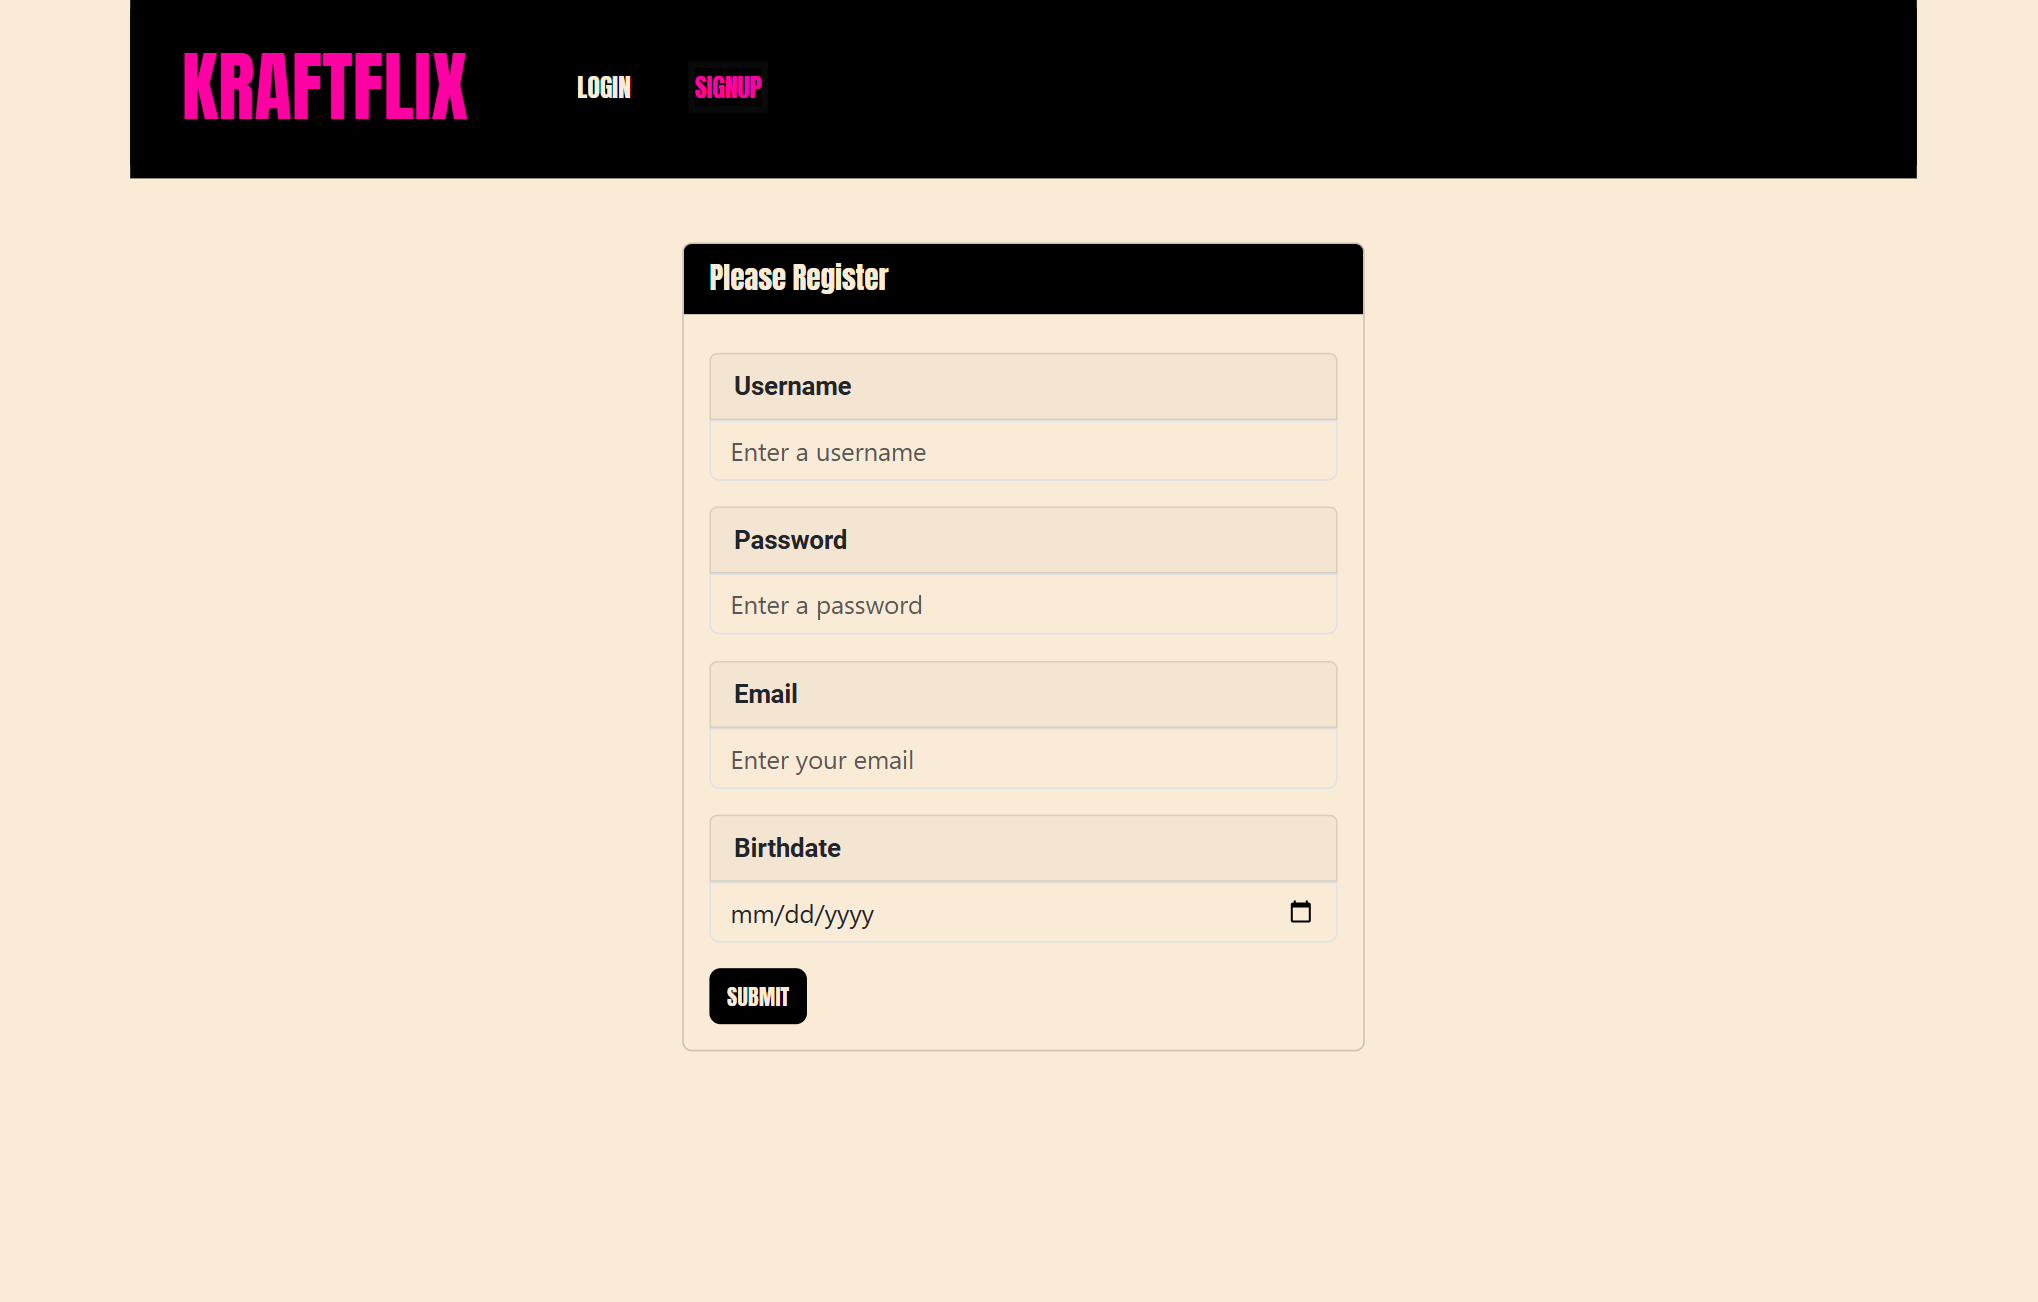 KRAFTFLIX LOGIN SIGNUP
Please Register
Username
Enter a username
Password
Enter a password
Email
Enter your email
Birthdate
mm/dd/yyyy
SUBMIT